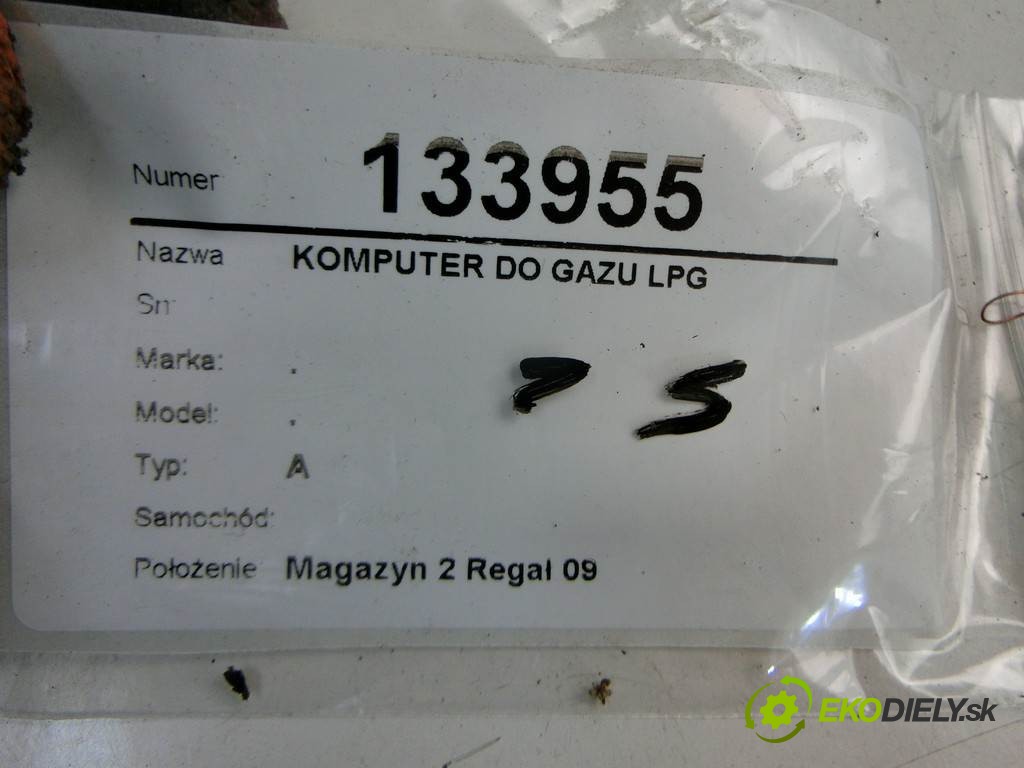 Numer 133955
Nazwa KOMPUTER DO GAZU LPG
Sn
Marka: .
Model: .
Typ: A
Samochód:
Położenie Magazyn 2 Regał 09
EKODIELY.sk